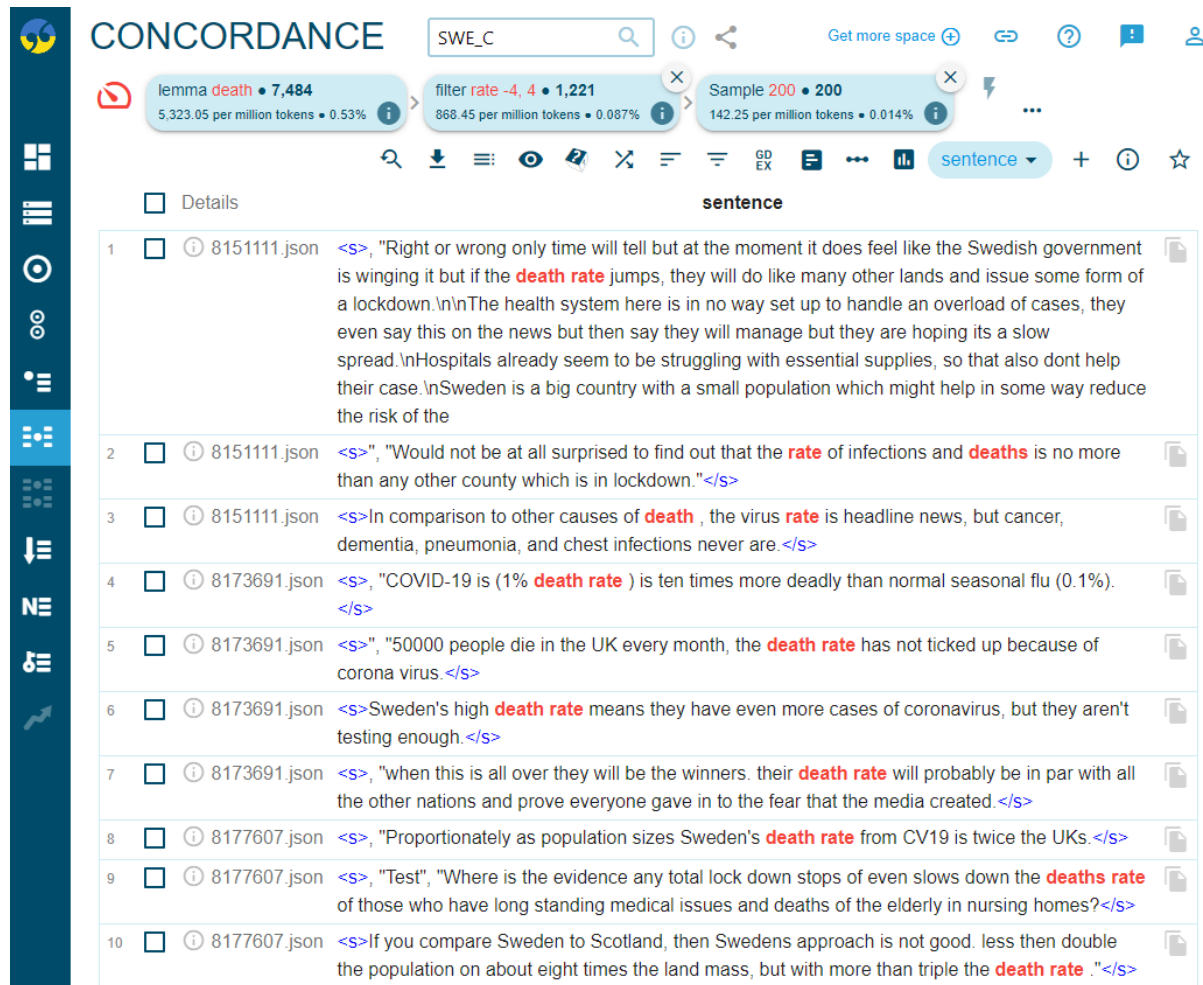 CONCORDANCE
SWE_C
Get more space
lemma death • 7,484
5,323.05 per million tokens • 0.53%
filter rate -4, 4 • 1,221
868.45 per million tokens • 0.087%
Sample 200 • 200
142.25 per million tokens • 0.014%
GD
EX
sentence
Details
sentence
1 8151111.json <s>, "Right or wrong only time will tell but at the moment it does feel like the Swedish government
is winging it but if the death rate jumps, they will do like many other lands and issue some form of
a lockdown.\n\nThe health system here is in no way set up to handle an overload of cases, they
even say this on the news but then say they will manage but they are hoping its a slow
spread.\nHospitals already seem to be struggling with essential supplies, so that also dont help
their case.\nSweden is a big country with a small population which might help in some way reduce
the risk of the
2 8151111.json <s>", "Would not be at all surprised to find out that the rate of infections and deaths is no more
than any other county which is in lockdown."</s>
3 8151111.json <s>In comparison to other causes of death , the virus rate is headline news, but cancer,
dementia, pneumonia, and chest infections never are.</s>
4 8173691.json <s>, "COVID-19 is (1% death rate ) is ten times more deadly than normal seasonal flu (0.1%).
</s>
5 8173691.json <s>", "50000 people die in the UK every month, the death rate has not ticked up because of
corona virus.</s>
6 8173691.json <s>Sweden's high death rate means they have even more cases of coronavirus, but they aren't
testing enough.</s>
7 8173691.json <s>, "when this is all over they will be the winners. their death rate will probably be in par with all
the other nations and prove everyone gave in to the fear that the media created.</s>
8 8177607.json <s>, "Proportionately as population sizes Sweden's death rate from CV19 is twice the UKs.</s>
9 8177607.json <s>, "Test", "Where is the evidence any total lock down stops of even slows down the deaths rate
of those who have long standing medical issues and deaths of the elderly in nursing homes?</s>
10 8177607.json <s>If you compare Sweden to Scotland, then Swedens approach is not good. less then double
the population on about eight times the land mass, but with more than triple the death rate ."</s>